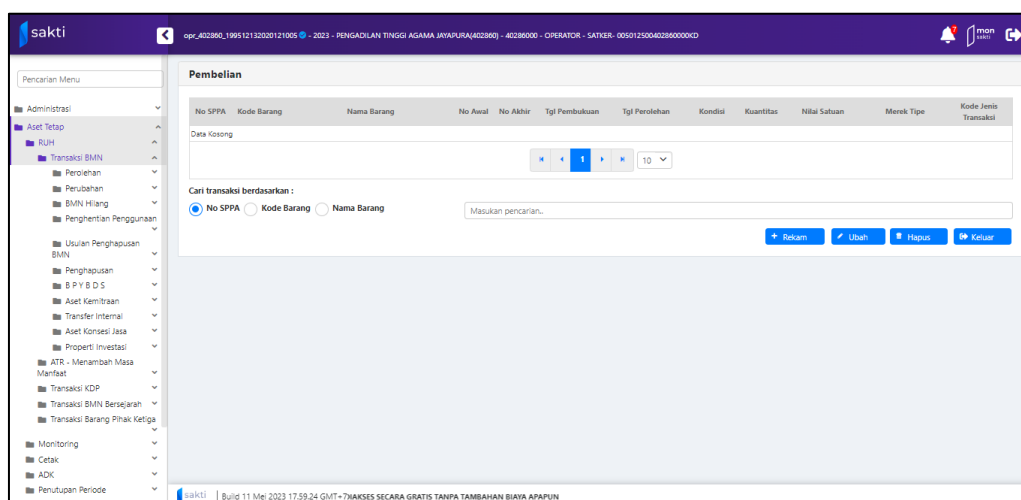 sakti
opr_402860_199512132020121005 - 2023 - PENGADILAN TINGGI AGAMA JAYAPURA(402860) - 40286000 - OPERATOR - SATKER- 005012500402860000KD
7
mon
sakti
Pencarian Menu
Administrasi
Aset Tetap
RUH
Transaksi BMN
Perolehan
Perubahan
BMN Hilang
Penghentian Penggunaan
Usulan Penghapusan
BMN
Penghapusan
B P Y B D S
Aset Kemitraan
Transfer Internal
Aset Konsesi Jasa
Properti Investasi
ATR - Menambah Masa
Manfaat
Transaksi KDP
Transaksi BMN Bersejarah
Transaksi Barang Pihak Ketiga
Monitoring
Cetak
ADK
Penutupan Periode
Pembelian
No SPPA Kode Barang Nama Barang No Awal No Akhir Tgl Pembukuan Tgl Perolehan Kondisi Kuantitas Nilai Satuan Merek Tipe Kode Jenis Transaksi
Data Kosong
1 10
Cari transaksi berdasarkan :
No SPPA Kode Barang Nama Barang Masukan pencarian..
+ Rekam Ubah Hapus Keluar
sakti | Build 11 Mei 2023 17.59.24 GMT+7 IAKSES SECARA GRATIS TANPA TAMBAHAN BIAYA APAPUN